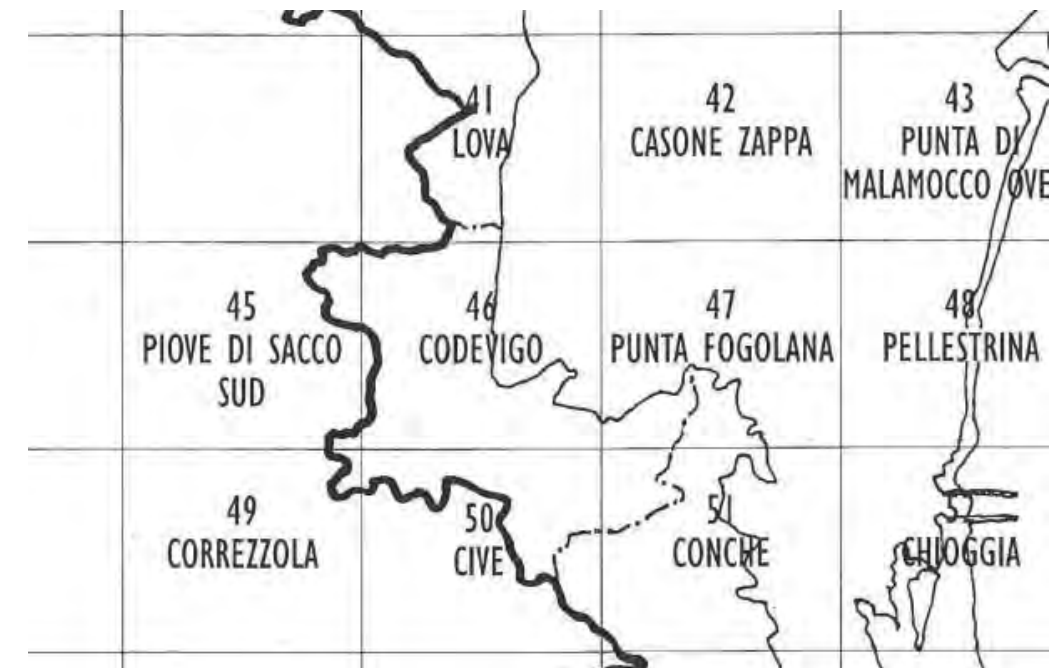 41
LOVA
42
CASONE ZAPPA
43
PUNTA DI
MALAMOCCO OVE
45
PIOVE DI SACCO
SUD
46
CODEVIGO
47
PUNTA FOGOLANA
48
PELLESTRINA
49
CORREZZOLA
50
CIVE
51
CONCHE
CHIOGGIA